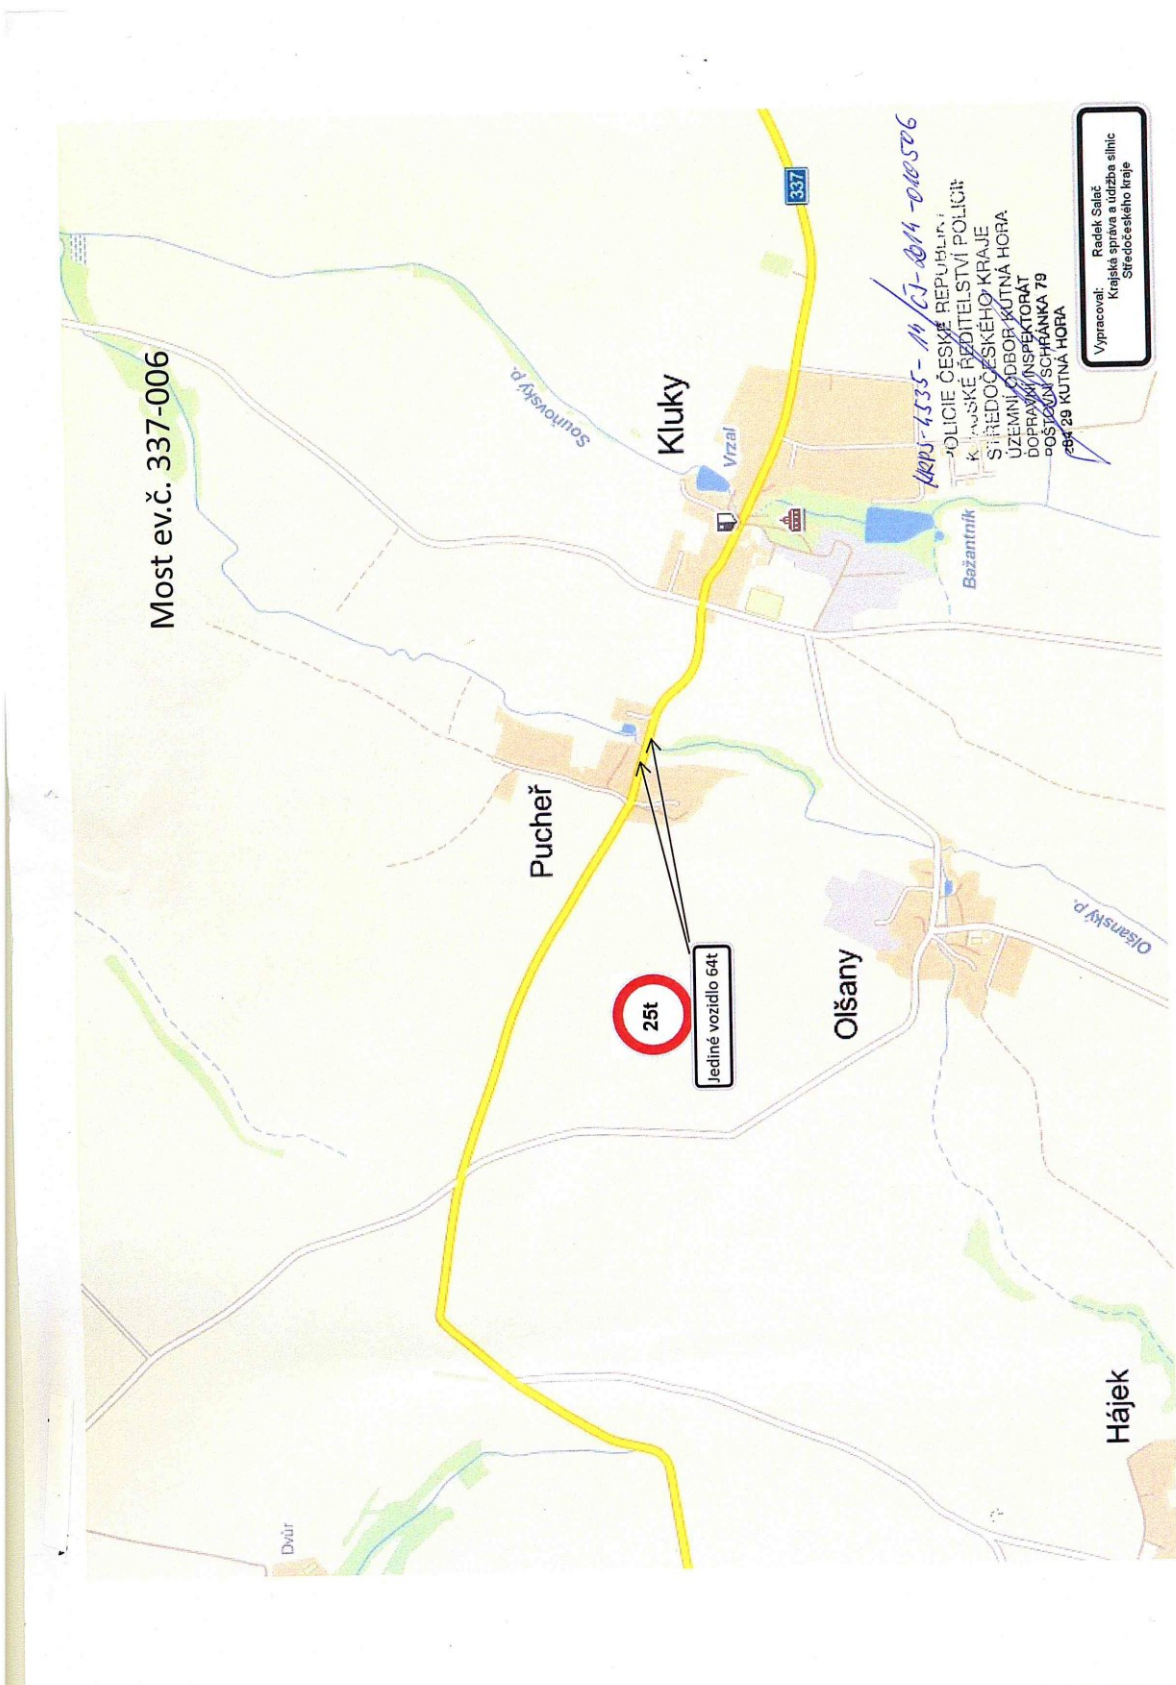 Most ev.č. 337-006
Souňovský p.
337
Kluky
Vrzal
Pucheř
Bažantník
25t
Jediné vozidlo 64t
Olšany
Olšanský p.
Dvůr
Hájek
KRPS-4535-14/ČJ-2014-010506
POLICIE ČESKÉ REPUBLIKY
ŘEDITELSTVÍ POLICIE
STŘEDOČESKÉHO KRAJE
ÚZEMNÍ ODBOR KUTNÁ HORA
DOPRAVNÍ INSPEKTORÁT
POŠTOVNÍ SCHRÁNKA 79
284 29 KUTNÁ HORA
Vypracoval: Radek Salač
Krajská správa a údržba silnic
Středočeského kraje